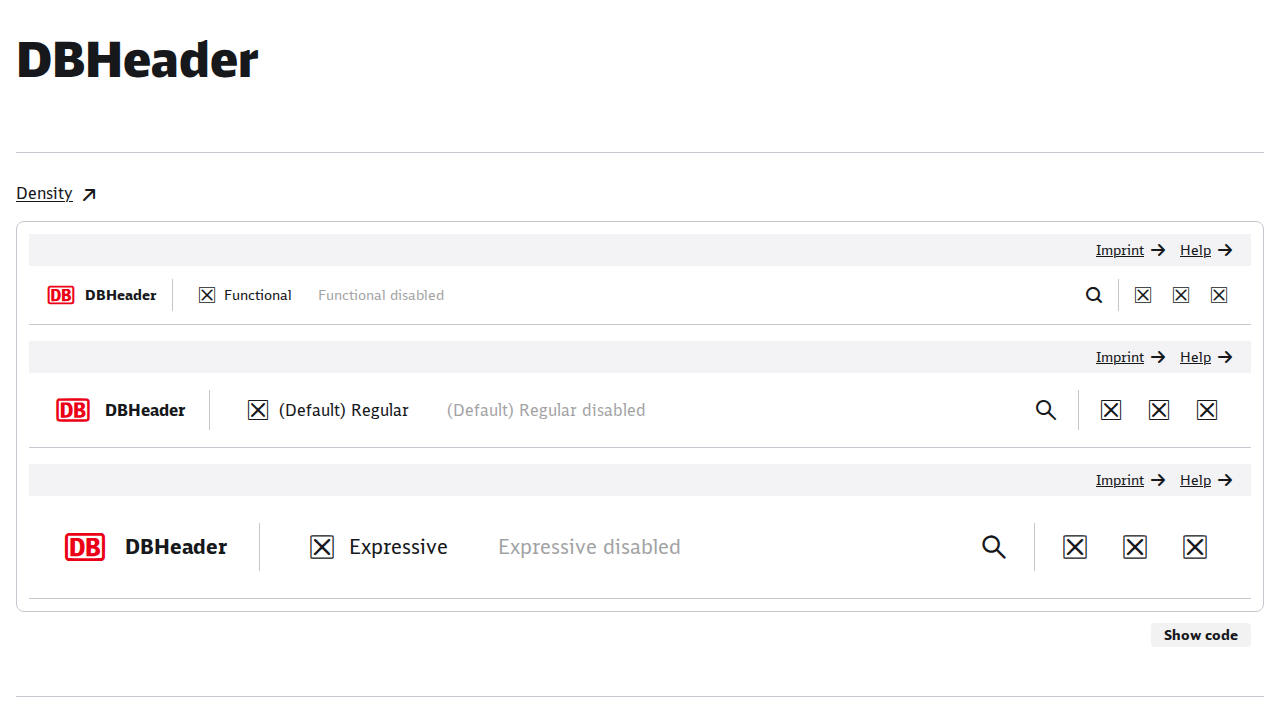 DBHeader
Density
Imprint Help
DB DBHeader Functional Functional disabled
Imprint Help
DB DBHeader (Default) Regular (Default) Regular disabled
Imprint Help
DB DBHeader Expressive Expressive disabled
Show code